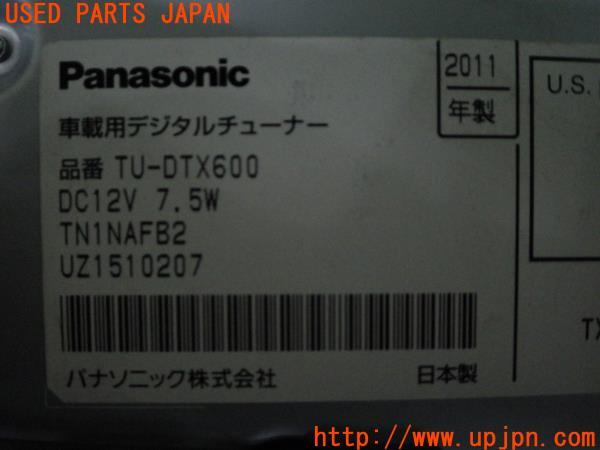 USED PARTS JAPAN
Panasonic
2011
年製
U.S.
車載用デジタルチューナー
品番 TU-DTX600
DC12V 7.5W
TN1NAFB2
UZ1510207
TX
パナソニック株式会社
日本製
http://www.upjpn.com/